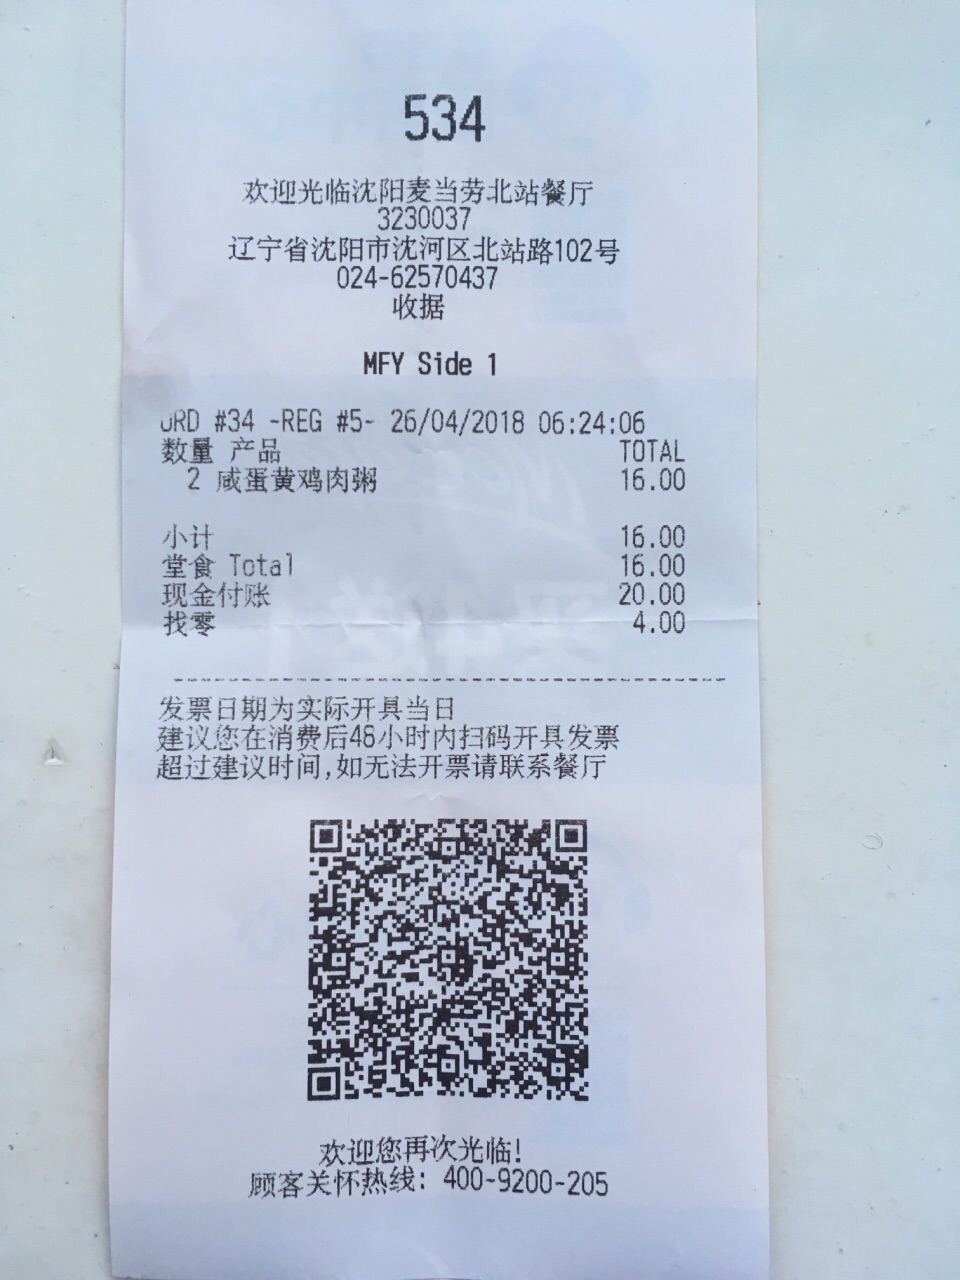 534
欢迎光临沈阳麦当劳北站餐厅
3230037
辽宁省沈阳市沈河区北站路102号
024-62570437
收据
MFY Side 1
ORD #34 -REG #5- 26/04/2018 06:24:06
数量 产品 TOTAL
2 咸蛋黄鸡肉粥 16.00
小计 16.00
堂食 Total 16.00
现金付账 20.00
找零 4.00
发票日期为实际开具当日
建议您在消费后48小时内扫码开具发票
超过建议时间,如无法开票请联系餐厅
欢迎您再次光临!
顾客关怀热线: 400-9200-205